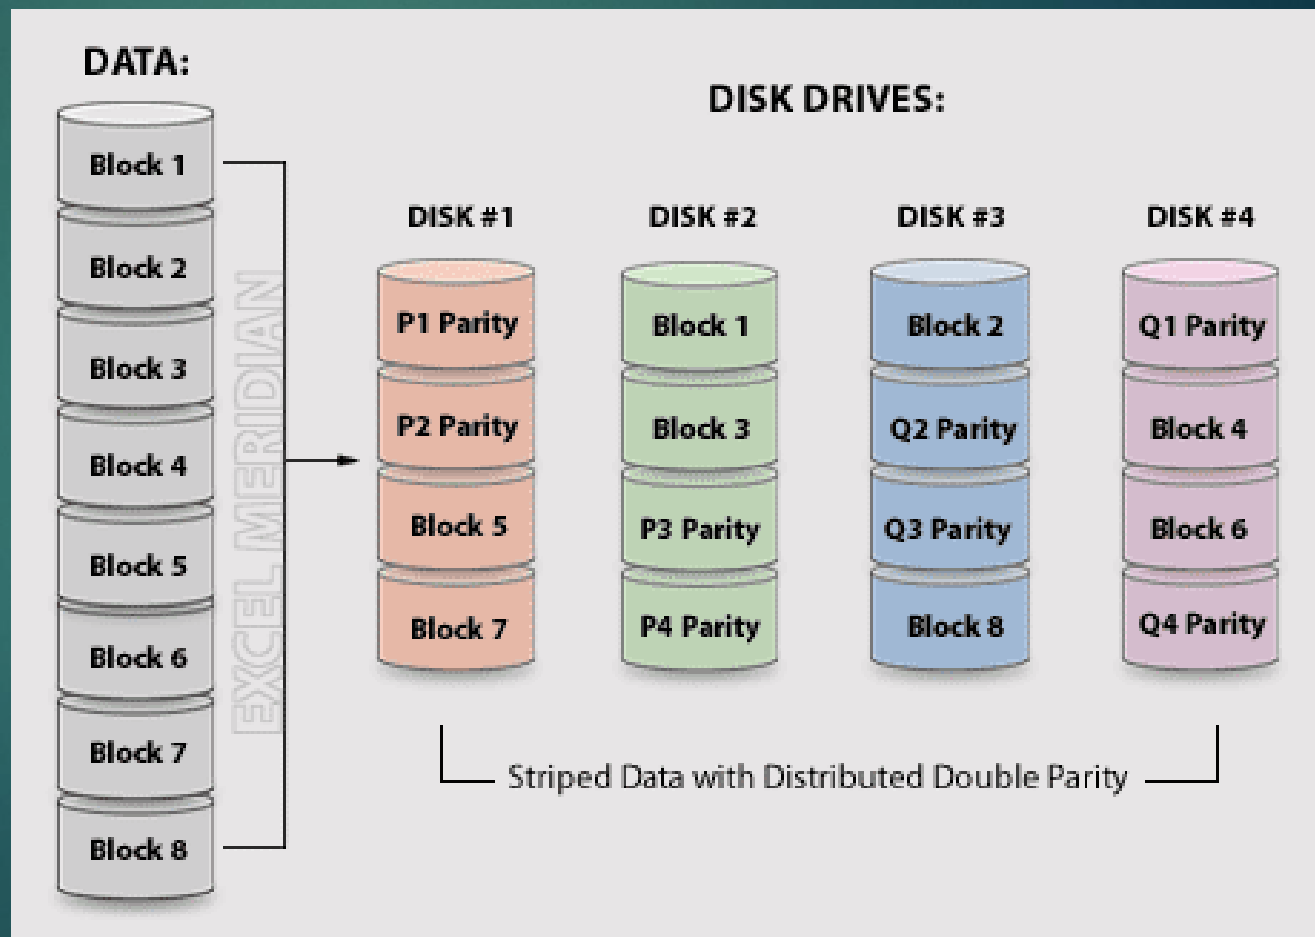 DATA:
Block 1
Block 2
Block 3
Block 4
Block 5
Block 6
Block 7
Block 8
EXCEL MERIDIAN
DISK DRIVES:
DISK #1
P1 Parity
P2 Parity
Block 5
Block 7
DISK #2
Block 1
Block 3
P3 Parity
P4 Parity
DISK #3
Block 2
Q2 Parity
Q3 Parity
Block 8
DISK #4
Q1 Parity
Block 4
Block 6
Q4 Parity
Striped Data with Distributed Double Parity